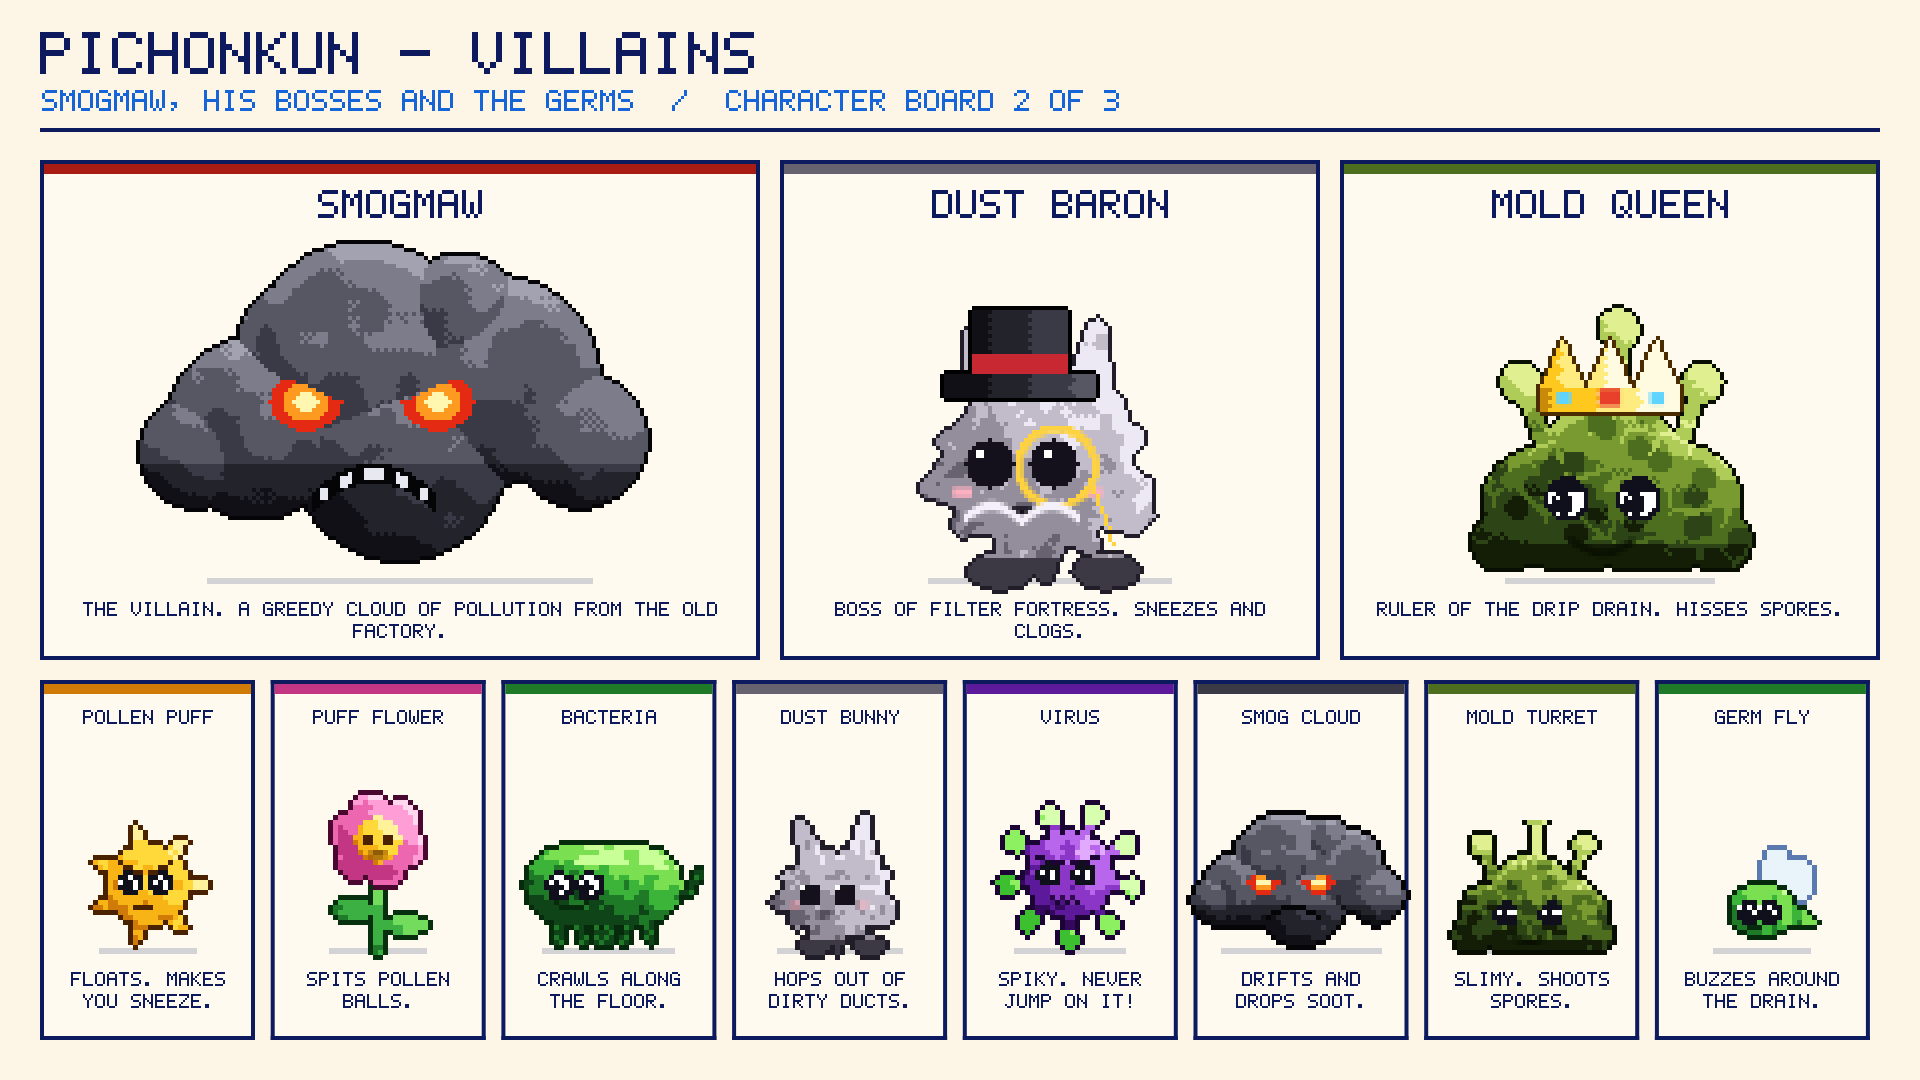 PICHONKUN – VILLAINS
SMOGMAW, HIS BOSSES AND THE GERMS / CHARACTER BOARD 2 OF 3
SMOGMAW
THE VILLAIN. A GREEDY CLOUD OF POLLUTION FROM THE OLD
FACTORY.
DUST BARON
BOSS OF FILTER FORTRESS. SNEEZES AND
CLOGS.
MOLD QUEEN
RULER OF THE DRIP DRAIN. HISSES SPORES.
POLLEN PUFF
FLOATS. MAKES
YOU SNEEZE.
PUFF FLOWER
SPITS POLLEN
BALLS.
BACTERIA
CRAWLS ALONG
THE FLOOR.
DUST BUNNY
HOPS OUT OF
DIRTY DUCTS.
VIRUS
SPIKY. NEVER
JUMP ON IT!
SMOG CLOUD
DRIFTS AND
DROPS SOOT.
MOLD TURRET
SLIMY. SHOOTS
SPORES.
GERM FLY
BUZZES AROUND
THE DRAIN.